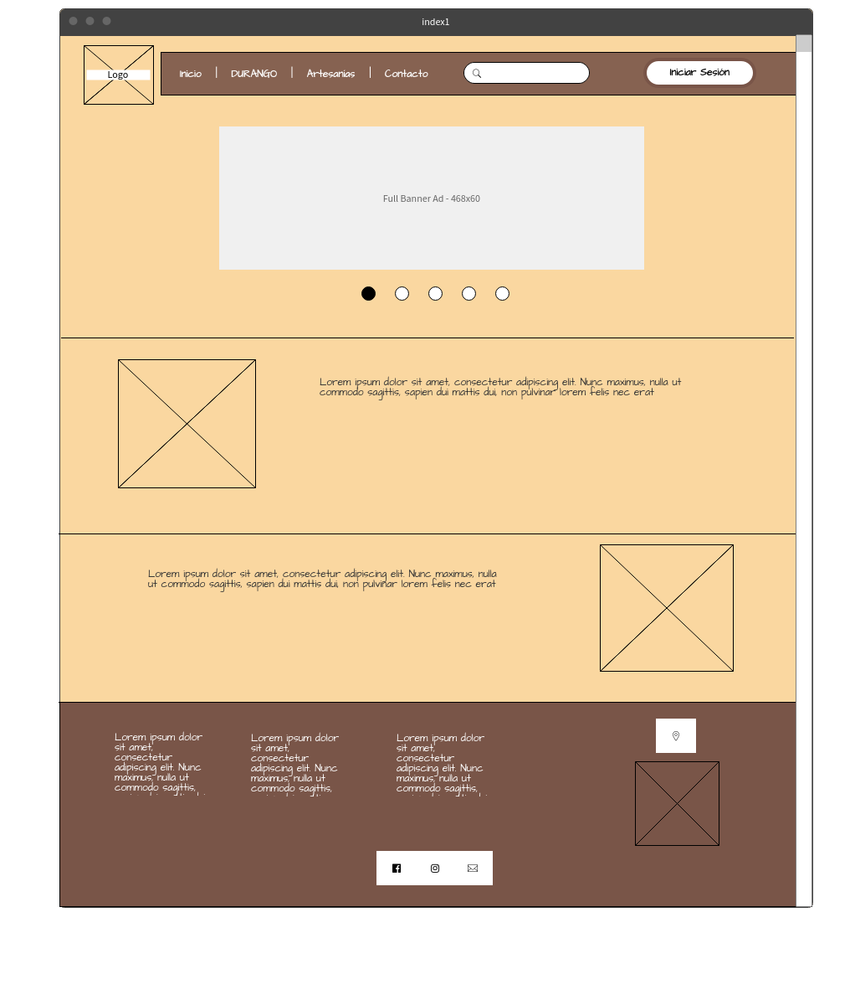 index1
Logo
Inicio
DURANGO
Artesanías
Contacto
Iniciar Sesión
Full Banner Ad - 468x60
Lorem ipsum dolor sit amet, consectetur adipiscing elit. Nunc maximus, nulla ut
commodo sagittis, sapien dui mattis dui, non pulvinar lorem felis nec erat
Lorem ipsum dolor sit amet, consectetur adipiscing elit. Nunc maximus, nulla
ut commodo sagittis, sapien dui mattis dui, non pulvinar lorem felis nec erat
Lorem ipsum dolor
sit amet,
consectetur
adipiscing elit. Nunc
maximus, nulla ut
commodo sagittis,
Lorem ipsum dolor
sit amet,
consectetur
adipiscing elit. Nunc
maximus, nulla ut
commodo sagittis,
Lorem ipsum dolor
sit amet,
consectetur
adipiscing elit. Nunc
maximus, nulla ut
commodo sagittis,